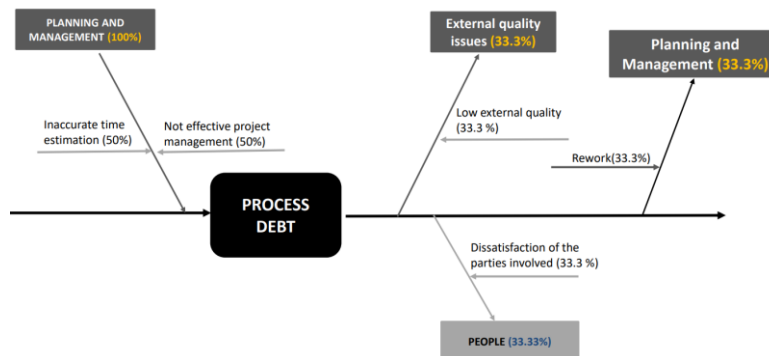 PLANNING AND
MANAGEMENT (100%)
Inaccurate time
estimation (50%)
Not effective project
management (50%)
PROCESS
DEBT
External quality
issues (33.3%)
Low external quality
(33.3 %)
Planning and
Management (33.3%)
Rework(33.3%)
Dissatisfaction of the
parties involved (33.3 %)
PEOPLE (33.33%)